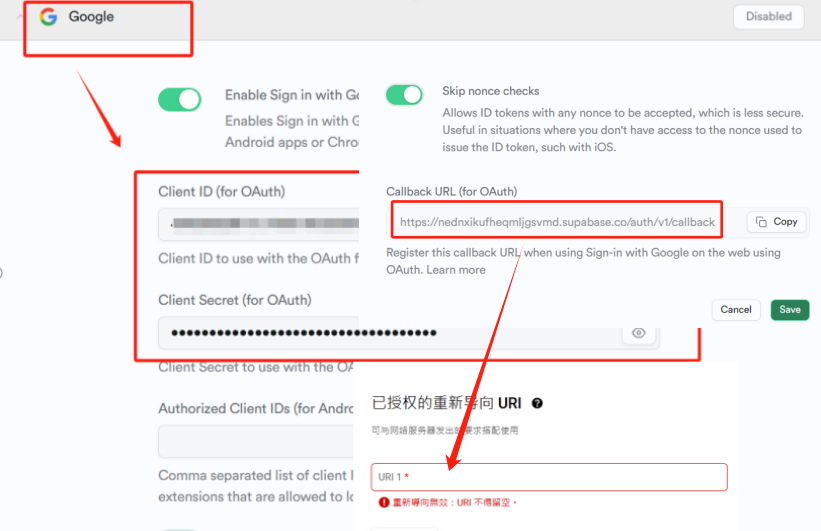 Google
Disabled
Enable Sign in with Go
Enables Sign in with G
Android apps or Chro
Skip nonce checks
Allows ID tokens with any nonce to be accepted, which is less secure.
Useful in situations where you don't have access to the nonce used to
issue the ID token, such with iOS.
Client ID (for OAuth)
Client ID to use with the OAuth f
Callback URL (for OAuth)
https://nednxikufheqmljgsvmd.supabase.co/auth/v1/callback
Copy
Register this callback URL when using Sign-in with Google on the web using
OAuth. Learn more
Client Secret (for OAuth)
••••••••••••••••••••••••••••••••••••
Client Secret to use with the OA
Cancel
Save
Authorized Client IDs (for Andro
Comma separated list of client I
extensions that are allowed to lo
已授权的重新导向 URI
可与网络服务器发出的要求搭配使用
URI 1 *
重新導向無效：URI 不得留空。